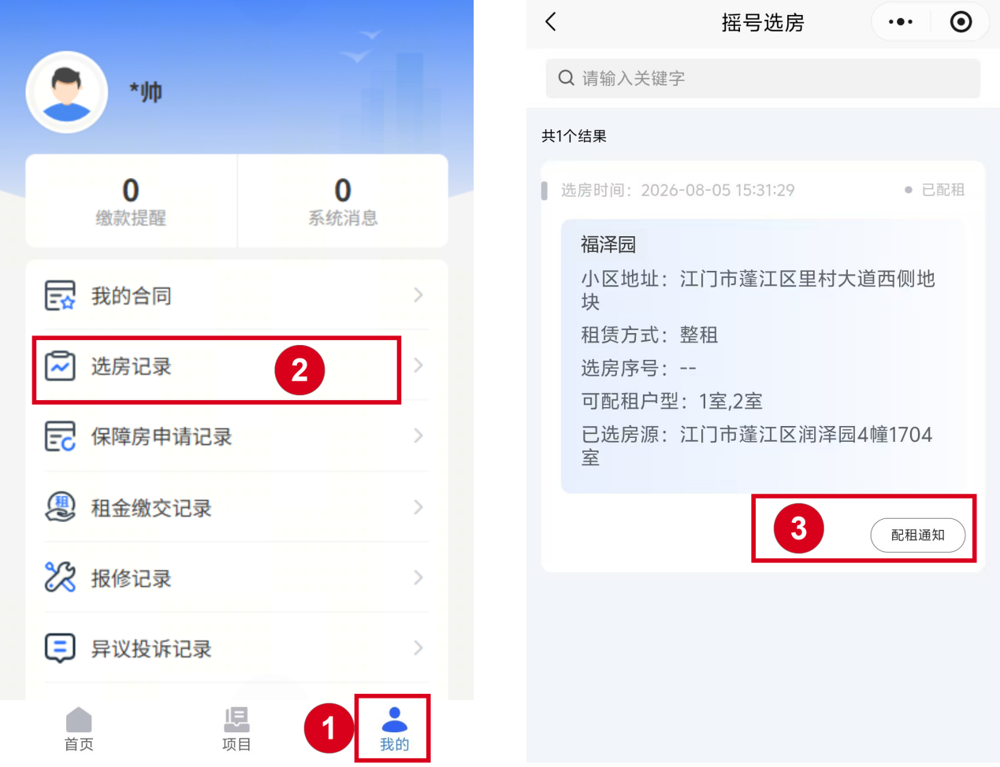 *帅
0
缴款提醒
0
系统消息
我的合同
选房记录
2
保障房申请记录
租
租金缴交记录
报修记录
异议投诉记录
首页
项目
1
我的
摇号选房
请输入关键字
共1个结果
选房时间：2026-08-05 15:31:29
已配租
福泽园
小区地址：江门市蓬江区里村大道西侧地
块
租赁方式：整租
选房序号：--
可配租户型：1室,2室
已选房源：江门市蓬江区润泽园4幢1704
室
3
配租通知